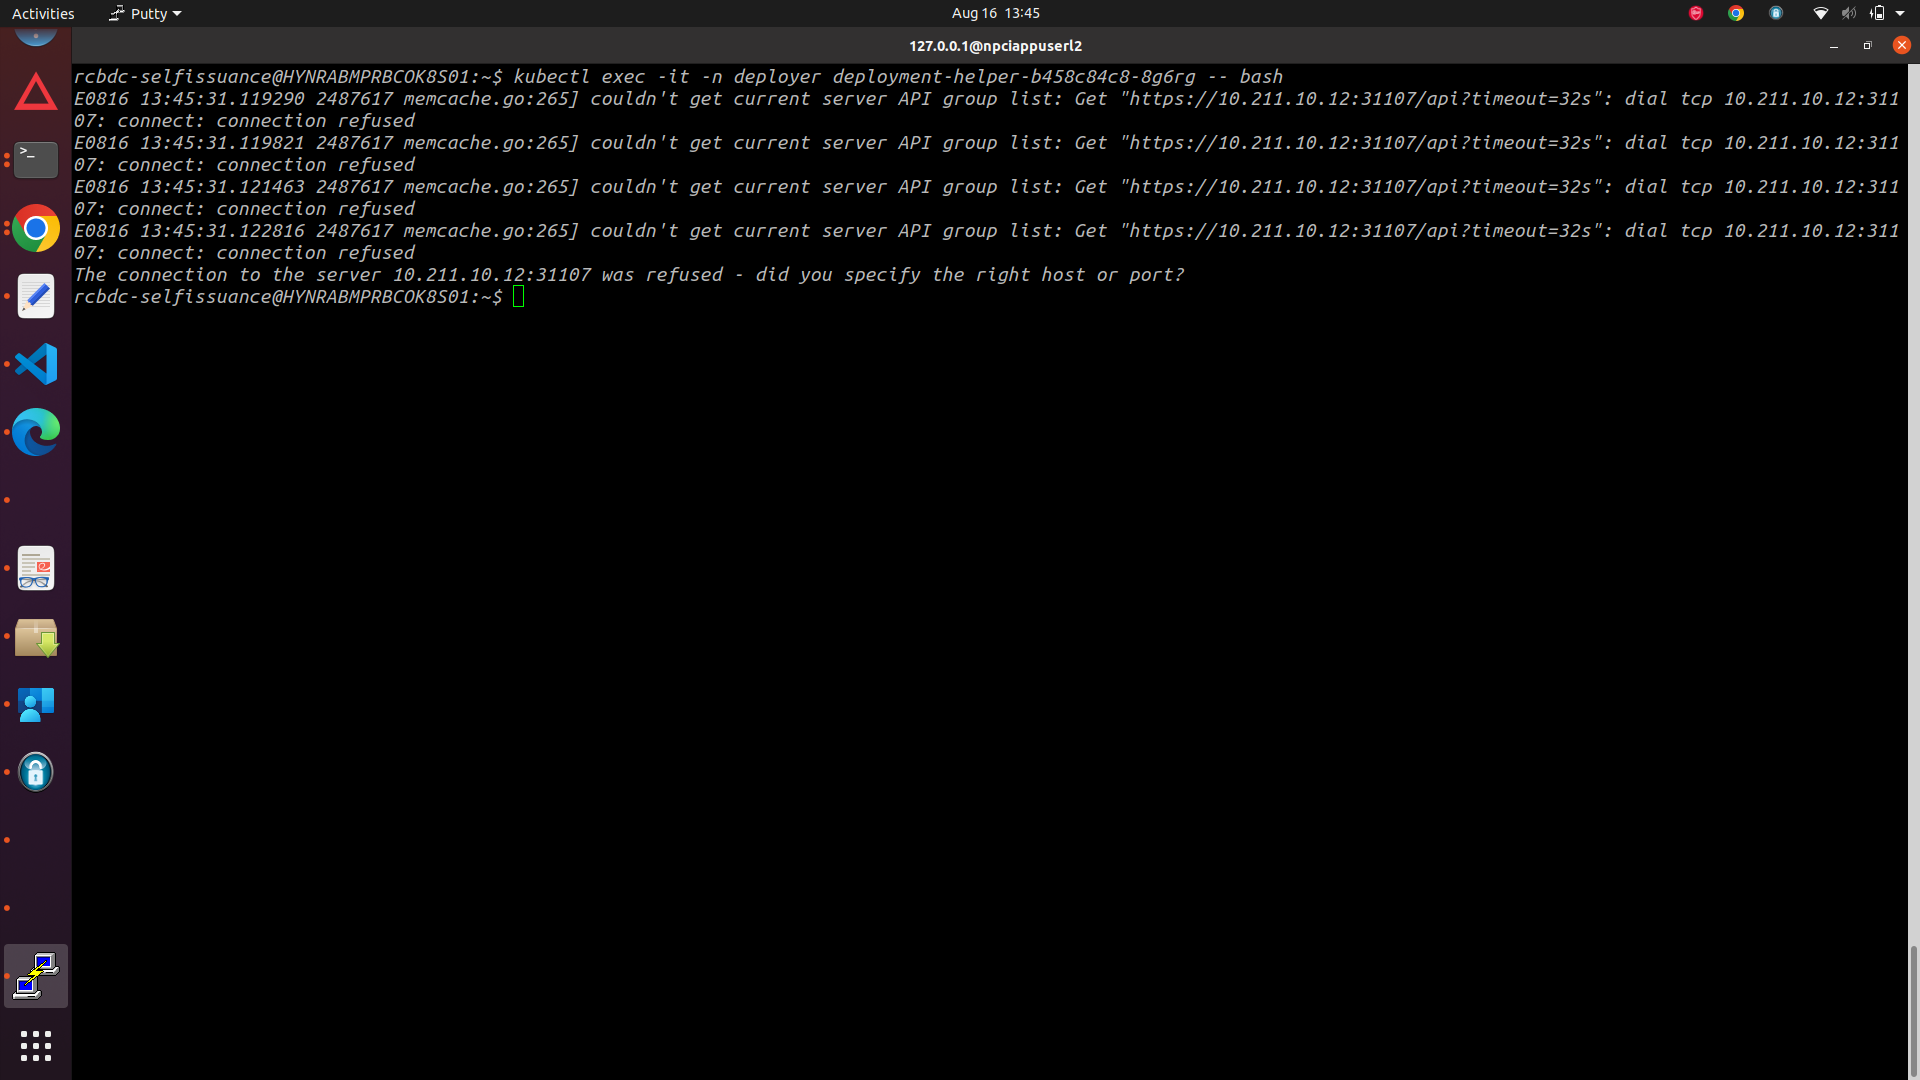 Activities Putty Aug 16 13:45
127.0.0.1@npciappuserl2
rcbdc-selfissuance@HYNRABMPRBCOK8S01:~$ kubectl exec -it -n deployer deployment-helper-b458c84c8-8g6rg -- bash
E0816 13:45:31.119290 2487617 memcache.go:265] couldn't get current server API group list: Get "https://10.211.10.12:31107/api?timeout=32s": dial tcp 10.211.10.12:311
07: connect: connection refused
E0816 13:45:31.119821 2487617 memcache.go:265] couldn't get current server API group list: Get "https://10.211.10.12:31107/api?timeout=32s": dial tcp 10.211.10.12:311
07: connect: connection refused
E0816 13:45:31.121463 2487617 memcache.go:265] couldn't get current server API group list: Get "https://10.211.10.12:31107/api?timeout=32s": dial tcp 10.211.10.12:311
07: connect: connection refused
E0816 13:45:31.122816 2487617 memcache.go:265] couldn't get current server API group list: Get "https://10.211.10.12:31107/api?timeout=32s": dial tcp 10.211.10.12:311
07: connect: connection refused
The connection to the server 10.211.10.12:31107 was refused - did you specify the right host or port?
rcbdc-selfissuance@HYNRABMPRBCOK8S01:~$